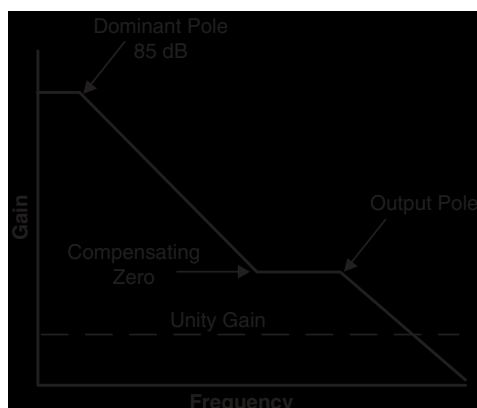 Dominant Pole
85 dB
Gain
Output Pole
Compensating
Zero
Unity Gain
Frequency